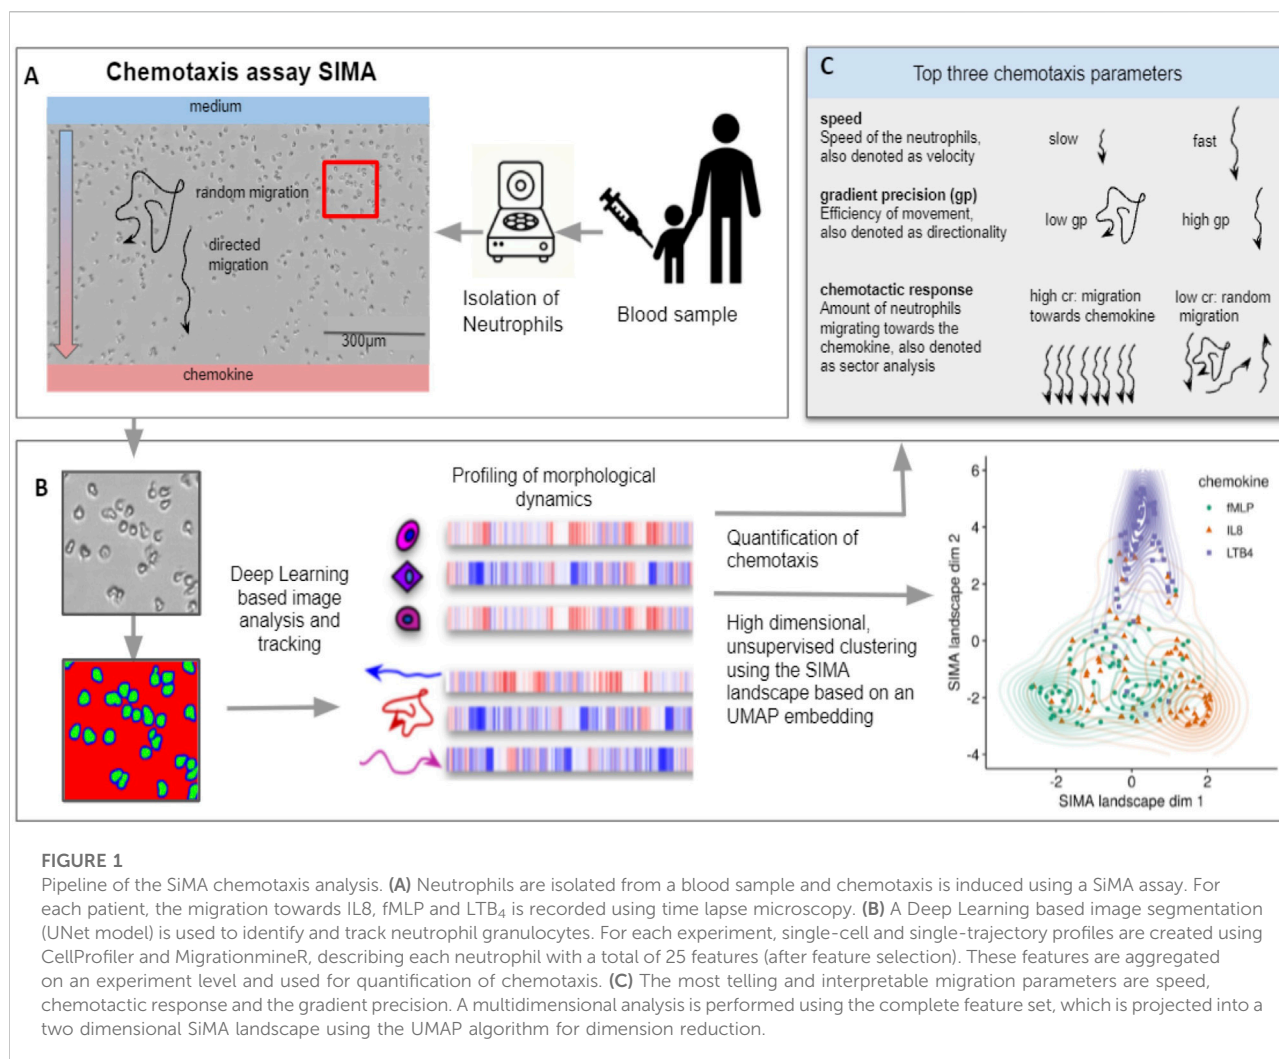 A
Chemotaxis assay SIMA
medium
random migration
directed
migration
300µm
chemokine
Isolation of
Neutrophils
Blood sample
C
Top three chemotaxis parameters
speed
Speed of the neutrophils,
also denoted as velocity
slow
fast
gradient precision (gp)
Efficiency of movement,
also denoted as directionality
low gp
high gp
chemotactic response
Amount of neutrophils
migrating towards the
chemokine, also denoted
as sector analysis
high cr: migration
towards chemokine
low cr: random
migration
B
Deep Learning
based image
analysis and
tracking
Profiling of morphological
dynamics
Quantification of
chemotaxis
High dimensional,
unsupervised clustering
using the SIMA
landscape based on an
UMAP embedding
SIMA landscape dim 2
6
4
2
0
-2
-4
-2
0
2
SIMA landscape dim 1
chemokine
fMLP
IL8
LTB4
FIGURE 1
Pipeline of the SiMA chemotaxis analysis. (A) Neutrophils are isolated from a blood sample and chemotaxis is induced using a SiMA assay. For
each patient, the migration towards IL8, fMLP and LTB₄ is recorded using time lapse microscopy. (B) A Deep Learning based image segmentation
(UNet model) is used to identify and track neutrophil granulocytes. For each experiment, single-cell and single-trajectory profiles are created using
CellProfiler and MigrationmineR, describing each neutrophil with a total of 25 features (after feature selection). These features are aggregated
on an experiment level and used for quantification of chemotaxis. (C) The most telling and interpretable migration parameters are speed,
chemotactic response and the gradient precision. A multidimensional analysis is performed using the complete feature set, which is projected into a
two dimensional SiMA landscape using the UMAP algorithm for dimension reduction.